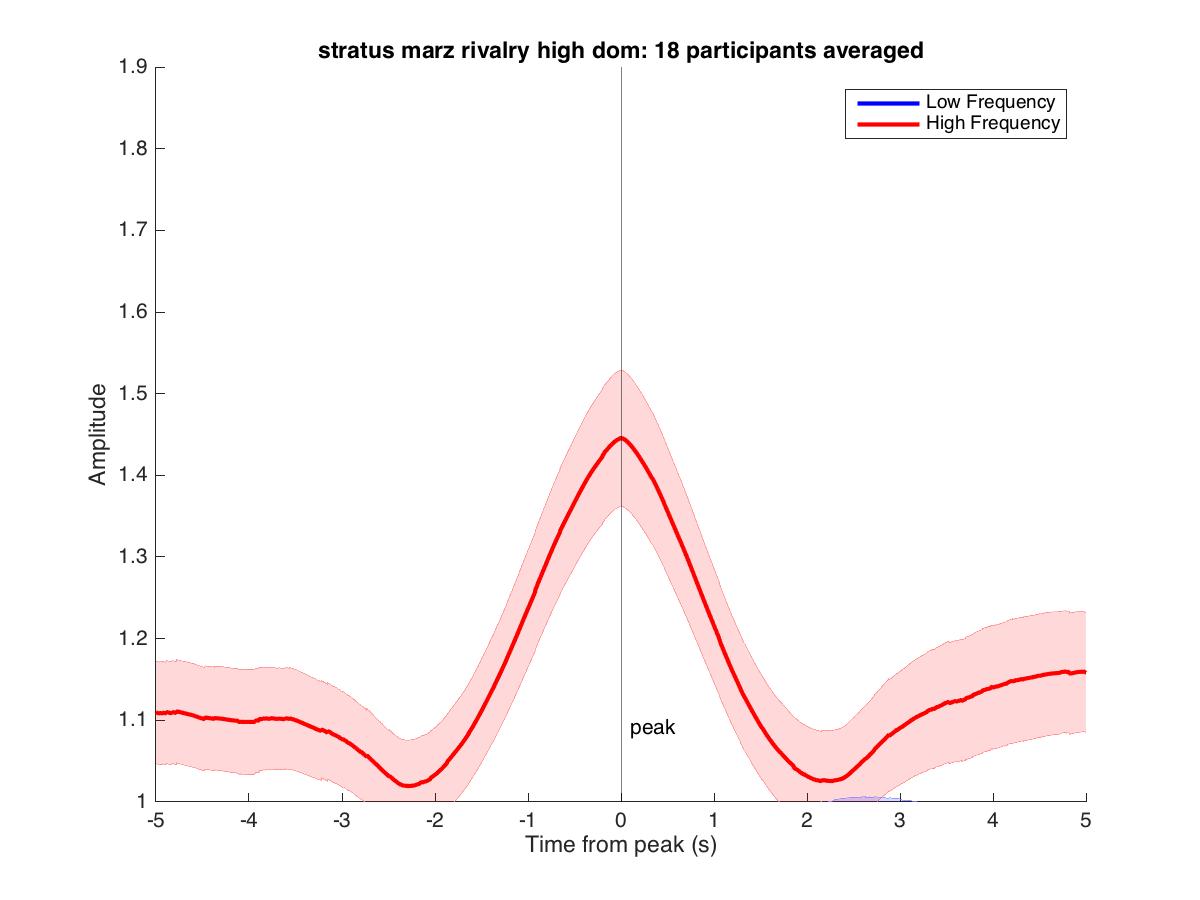 stratus marz rivalry high dom: 18 participants averaged
1.9
1.8
1.7
1.6
1.5
1.4
1.3
1.2
1.1
1
Amplitude
Low Frequency
High Frequency
peak
-5 -4 -3 -2 -1 0 1 2 3 4 5
Time from peak (s)